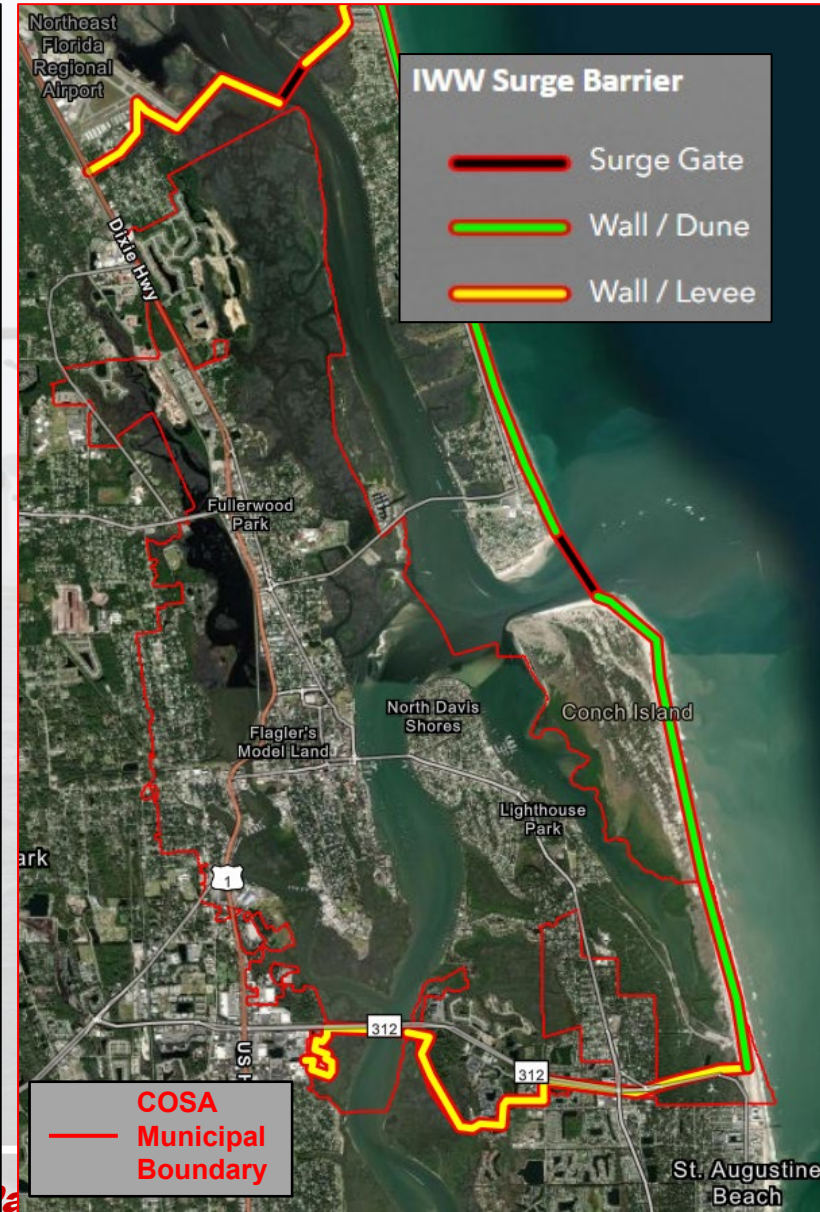 Northeast
Florida
Regional
Airport
IWW Surge Barrier
Surge Gate
Wall / Dune
Wall / Levee
Dixie Hwy
Fullerwood
Park
North Davis
Shores
Conch Island
Flagler's
Model Land
Lighthouse
Park
ark
1
312
312
US H
COSA
Municipal
Boundary
St. Augustine
Beach